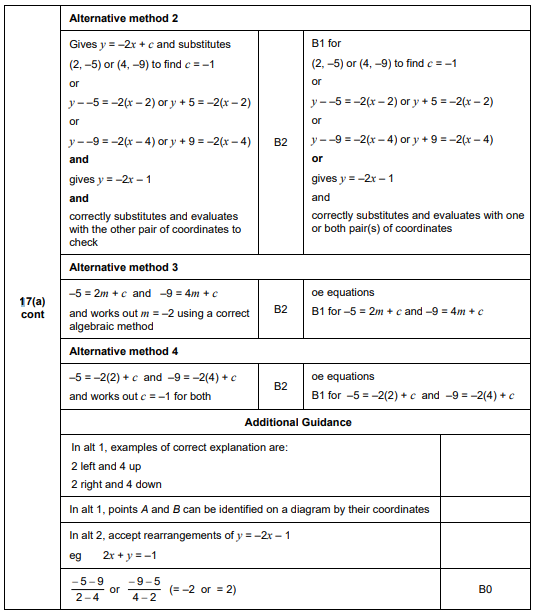 Alternative method 2
Gives y = –2x + c and substitutes
(2, –5) or (4, –9) to find c = –1
or
y – –5 = –2(x – 2) or y + 5 = –2(x – 2)
or
y – –9 = –2(x – 4) or y + 9 = –2(x – 4)
and
gives y = –2x – 1
and
correctly substitutes and evaluates
with the other pair of coordinates to
check
B2
B1 for
(2, –5) or (4, –9) to find c = –1
or
y – –5 = –2(x – 2) or y + 5 = –2(x – 2)
or
y – –9 = –2(x – 4) or y + 9 = –2(x – 4)
or
gives y = –2x – 1
and
correctly substitutes and evaluates with one
or both pair(s) of coordinates
17(a)
cont
Alternative method 3
–5 = 2m + c and –9 = 4m + c
and works out m = –2 using a correct
algebraic method
B2
oe equations
B1 for –5 = 2m + c and –9 = 4m + c
Alternative method 4
–5 = –2(2) + c and –9 = –2(4) + c
and works out c = –1 for both
B2
oe equations
B1 for –5 = –2(2) + c and –9 = –2(4) + c
Additional Guidance
In alt 1, examples of correct explanation are:
2 left and 4 up
2 right and 4 down
In alt 1, points A and B can be identified on a diagram by their coordinates
In alt 2, accept rearrangements of y = –2x – 1
eg 2x + y = –1
–5 – 9 / 2 – 4 or –9 – 5 / 4 – 2 (= –2 or = 2)
B0